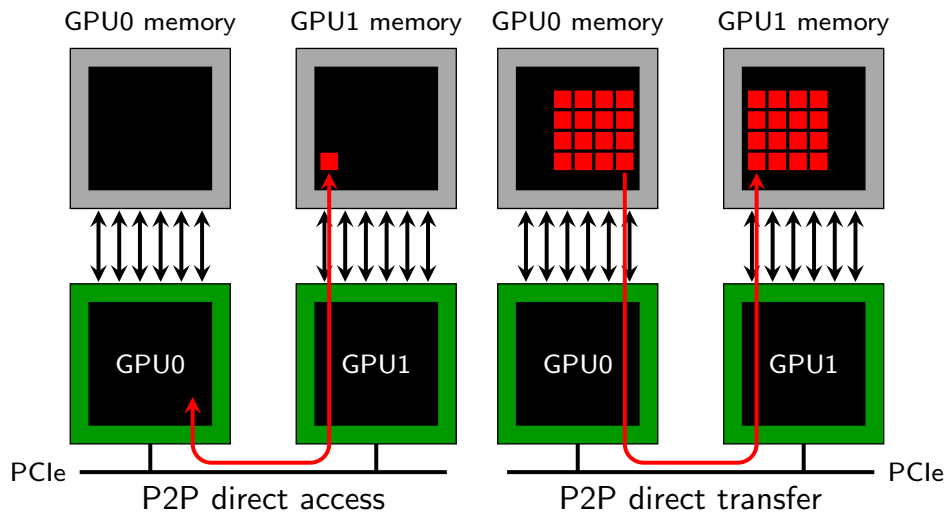 GPU0 memory
GPU1 memory
GPU0 memory
GPU1 memory
GPU0
GPU1
GPU0
GPU1
PCIe
PCIe
P2P direct access
P2P direct transfer